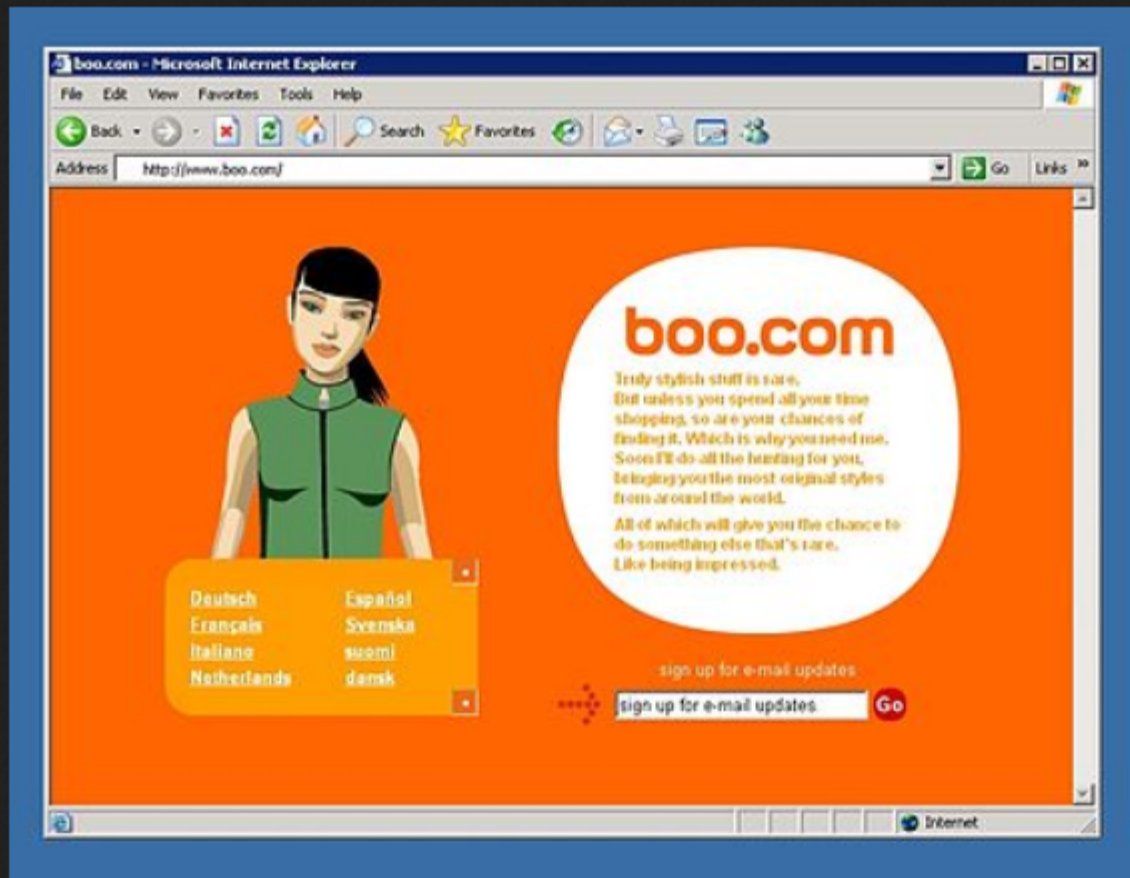 boo.com - Microsoft Internet Explorer
File Edit View Favorites Tools Help
Back Search Favorites
Address http://www.boo.com/ Go Links »
boo.com
Truly stylish stuff is rare.
But unless you spend all your time
shopping, so are your chances of
finding it. Which is why you need me.
Soon I'll do all the hunting for you,
bringing you the most original styles
from around the world.
All of which will give you the chance to
do something else that's rare.
Like being impressed.
Deutsch Español
Français Svenska
Italiano suomi
Netherlands dansk
sign up for e-mail updates
sign up for e-mail updates Go
Internet